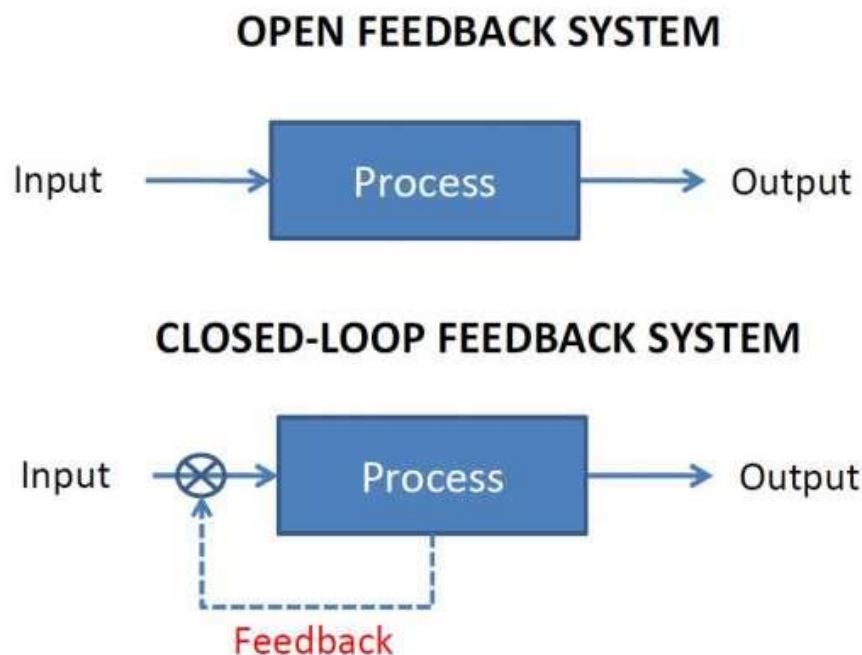 OPEN FEEDBACK SYSTEM
Input
Process
Output
CLOSED-LOOP FEEDBACK SYSTEM
Input
Process
Output
Feedback